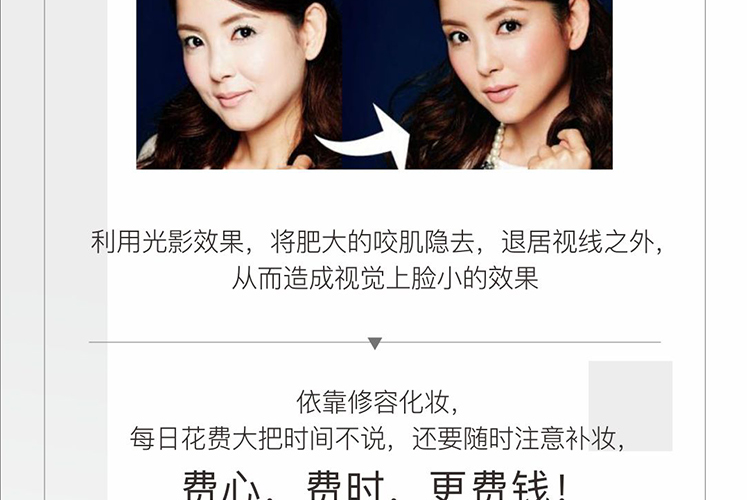 利用光影效果，将肥大的咬肌隐去，退居视线之外，
从而造成视觉上脸小的效果
依靠修容化妆，
每日花费大把时间不说，还要随时注意补妆，
费心，费时，更费钱！